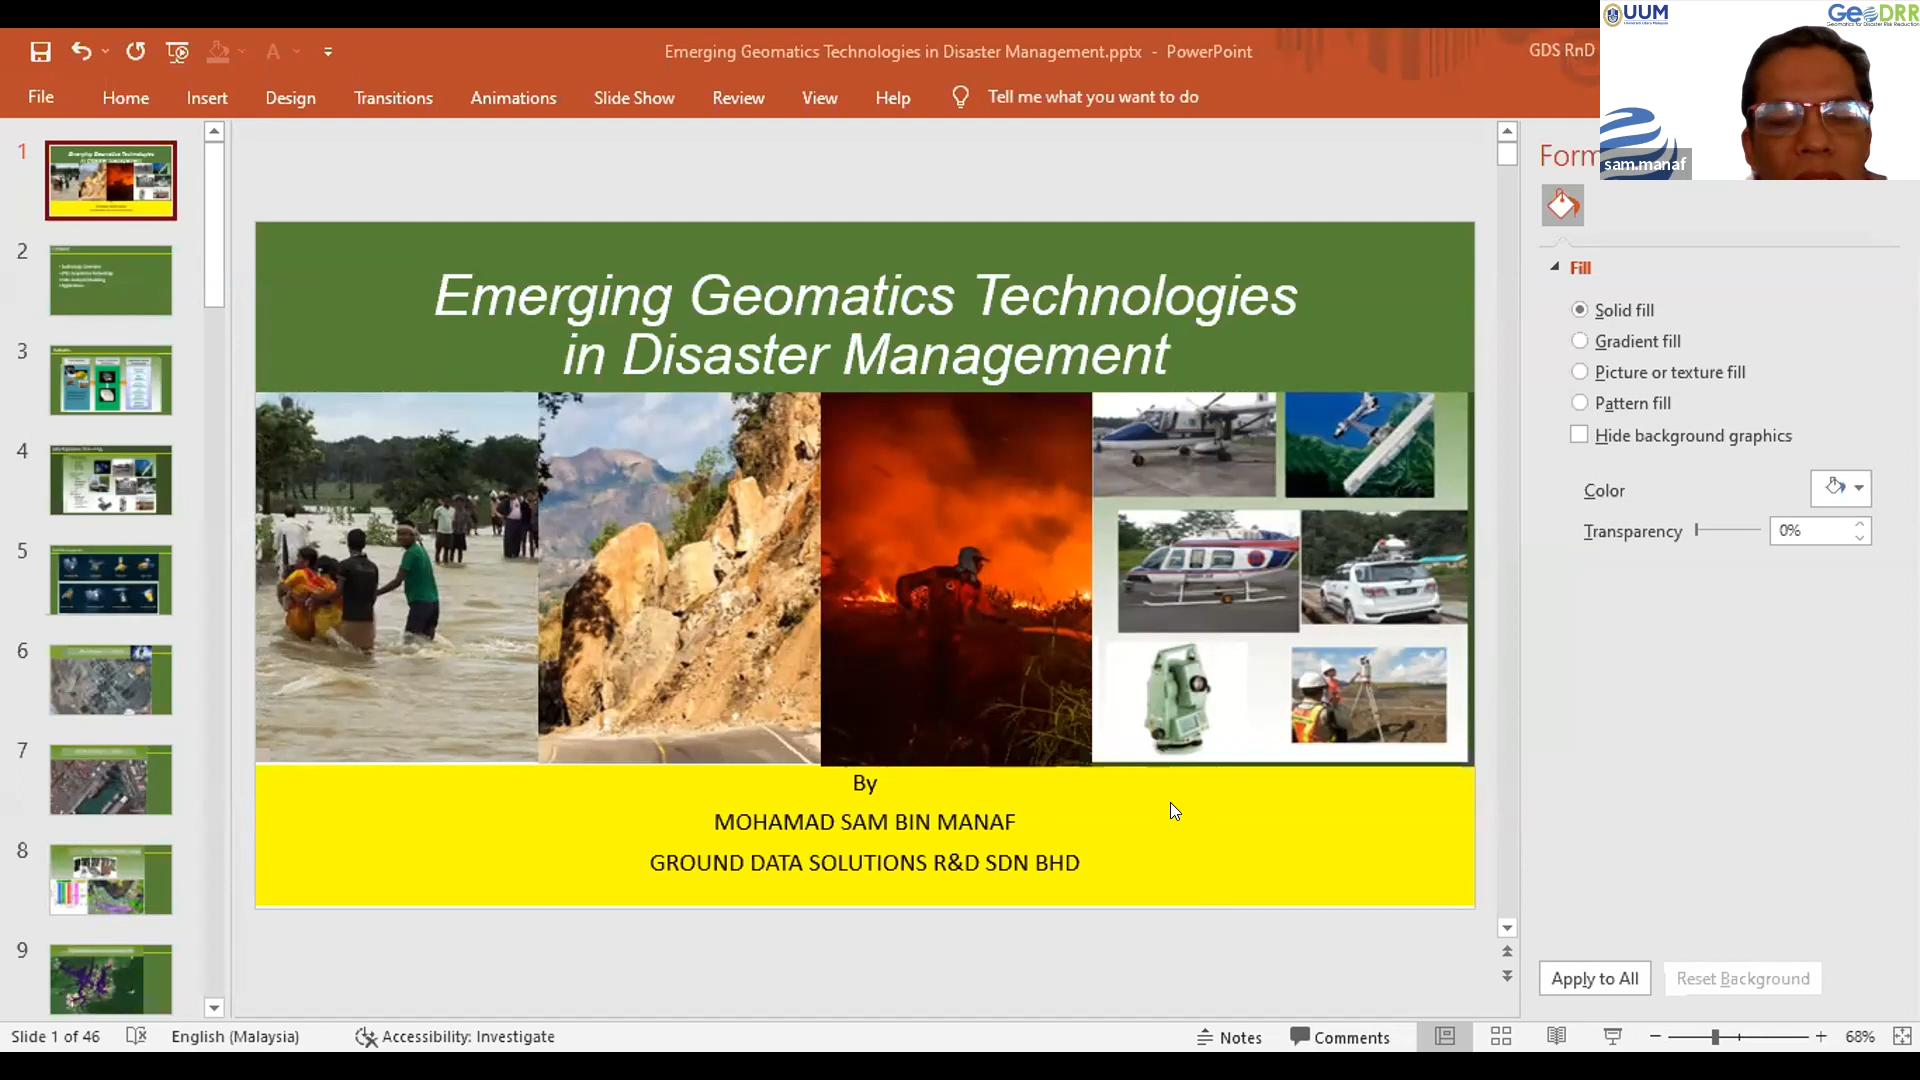 UUM
GeoDRR
Emerging Geomatics Technologies in Disaster Management.pptx - PowerPoint
GDS RnD
File Home Insert Design Transitions Animations Slide Show Review View Help Tell me what you want to do
sam.manaf
Form
Fill
Solid fill
Gradient fill
Picture or texture fill
Pattern fill
Hide background graphics
Color
Transparency 0%
Apply to All Reset Background
1
2
3
4
5
6
7
8
9
Emerging Geomatics Technologies
in Disaster Management
By
MOHAMAD SAM BIN MANAF
GROUND DATA SOLUTIONS R&D SDN BHD
Slide 1 of 46 English (Malaysia) Accessibility: Investigate Notes Comments 68%